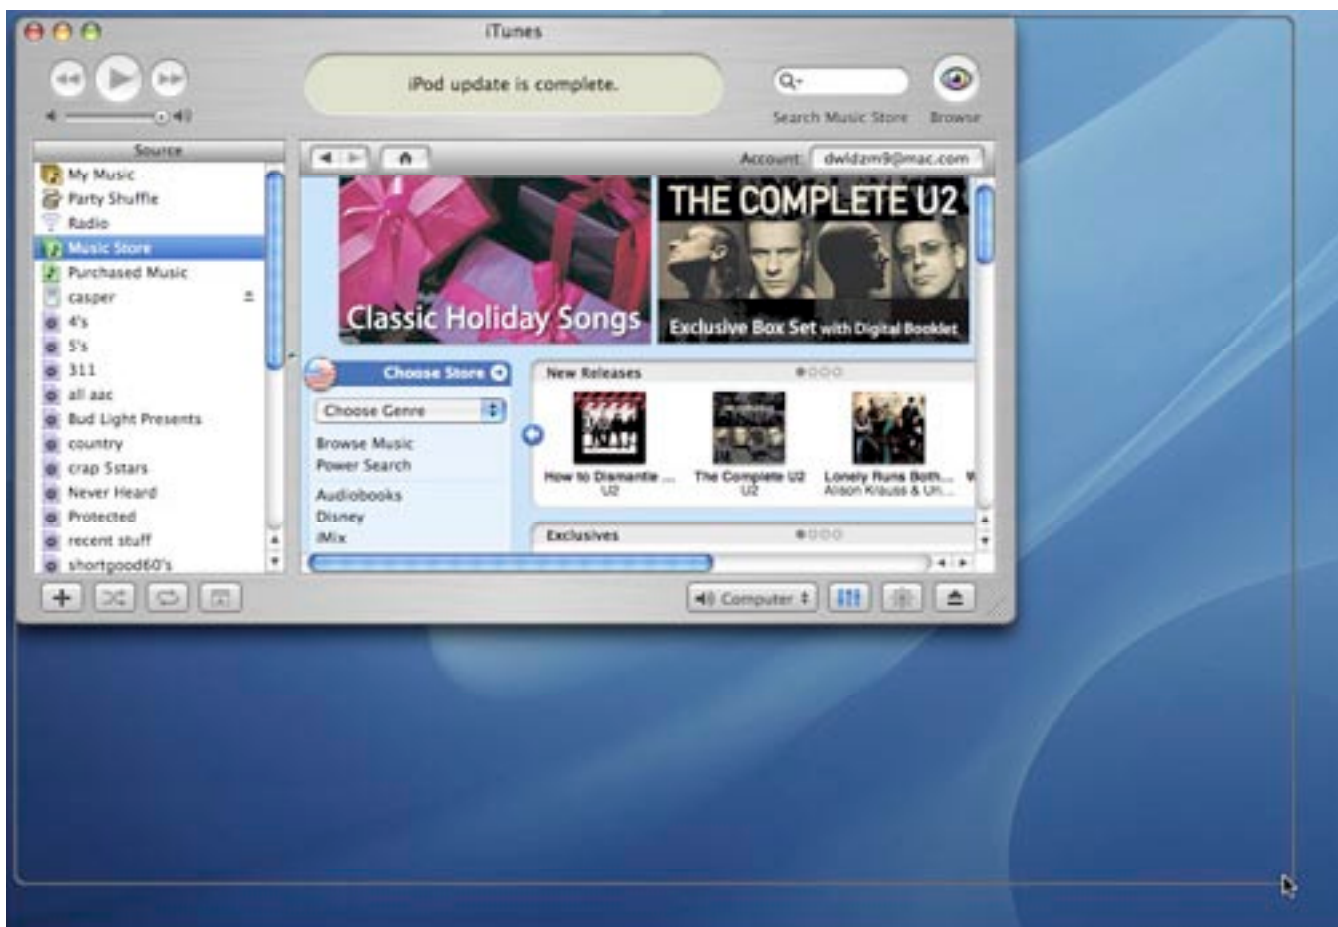 iTunes
iPod update is complete.
Search Music Store
Browse
Source
My Music
Party Shuffle
Radio
Music Store
Purchased Music
casper
4's
5's
311
all aac
Bud Light Presents
country
crap 5stars
Never Heard
Protected
recent stuff
shortgood60's
Account: dwldzm9@mac.com
Classic Holiday Songs
THE COMPLETE U2
Exclusive Box Set with Digital Booklet
Choose Store
Choose Genre
Browse Music
Power Search
Audiobooks
Disney
iMix
New Releases
How to Dismantle ...
U2
The Complete U2
U2
Lonely Runs Both...
Alison Krauss & Un...
Exclusives
Computer